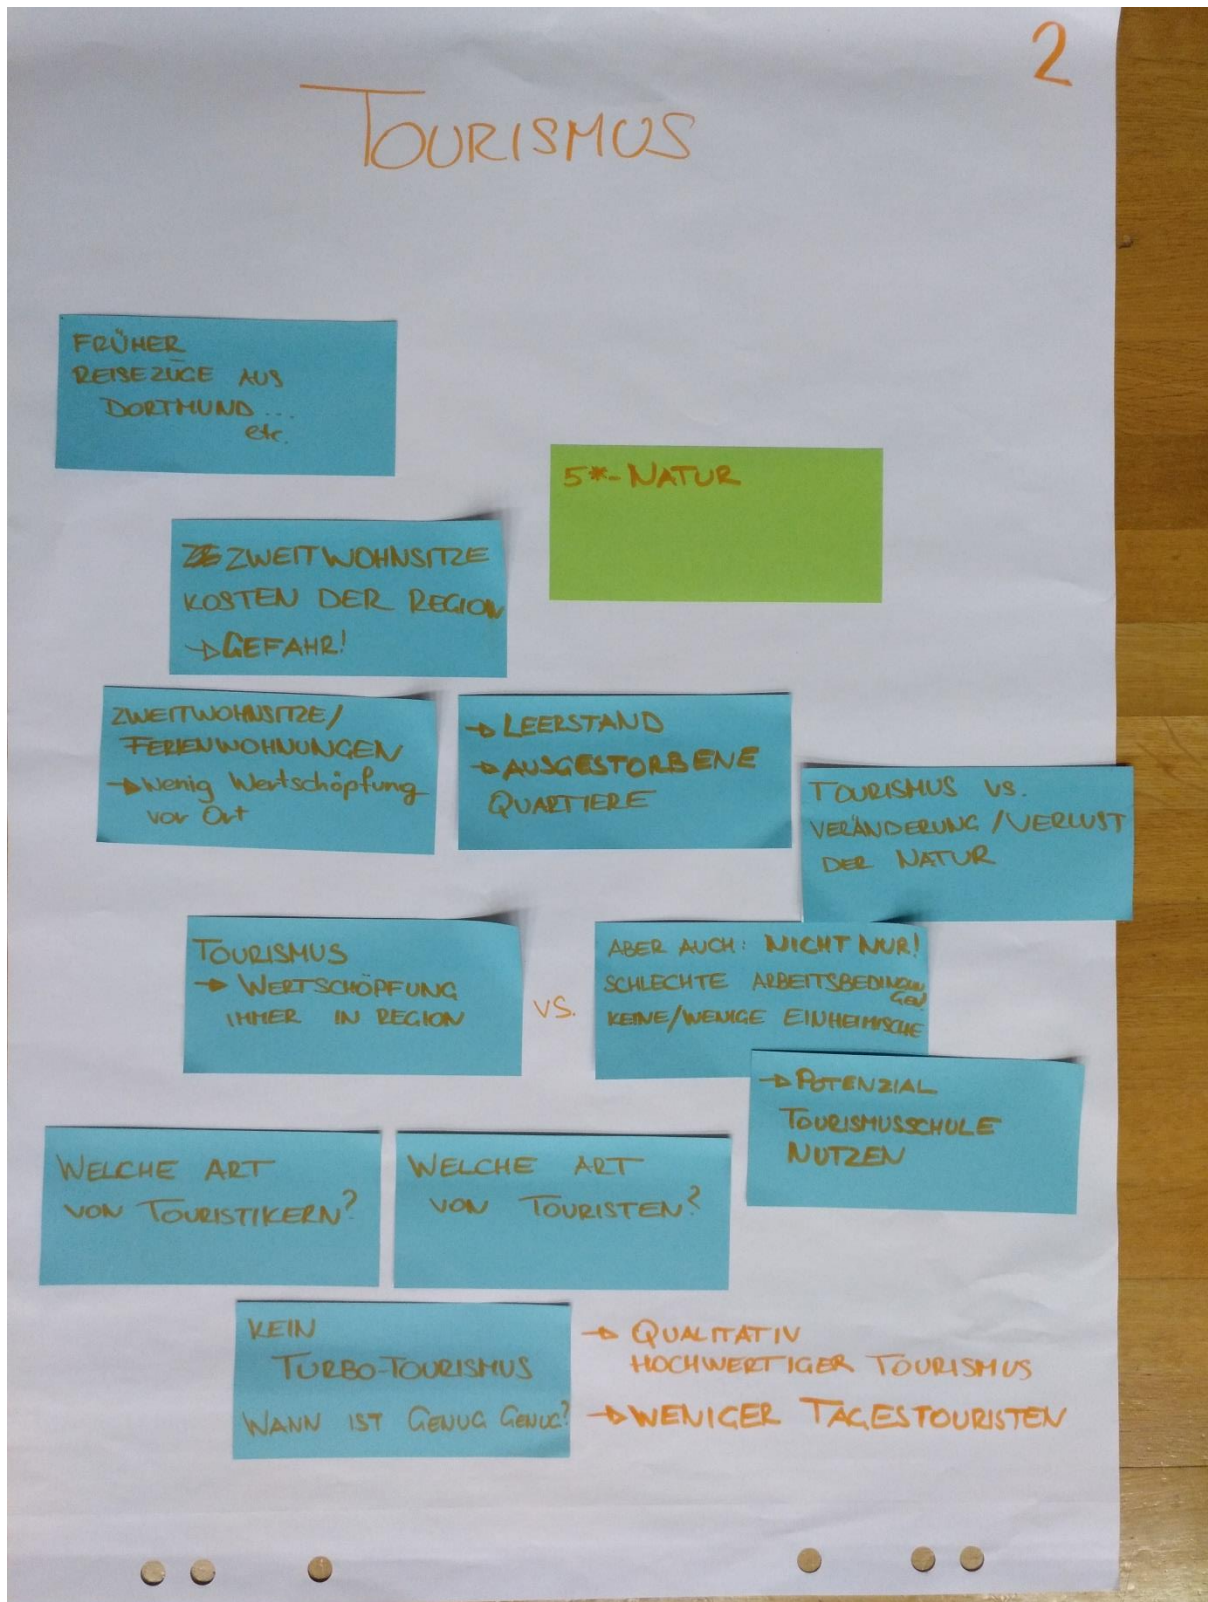 2
TOURISMUS
FRÜHER
REISEZÜGE AUS
DORTMUND...
etc.
5*-NATUR
ZWEITWOHNSITZE
KOSTEN DER REGION
→ GEFAHR!
ZWEITWOHNSITZE/
FERIENWOHNUNGEN
→ Wenig Wertschöpfung
vor Ort
→ LEERSTAND
→ AUSGESTORBENE
QUARTIERE
TOURISMUS VS.
VERÄNDERUNG/VERLUST
DER NATUR
TOURISMUS
→ WERTSCHÖPFUNG
IMMER IN REGION
VS.
ABER AUCH: NICHT NUR!
SCHLECHTE ARBEITSBEDINGUN
GEN
KEINE/WENIGE EINHEIMISCHE
→ POTENZIAL
TOURISMUSSCHULE
NUTZEN
WELCHE ART
VON TOURISTIKERN?
WELCHE ART
VON TOURISTEN?
KEIN
TURBO-TOURISMUS
WANN IST GENUG GENUG?
→ QUALITATIV
HOCHWERTIGER TOURISMUS
→ WENIGER TAGESTOURISTEN